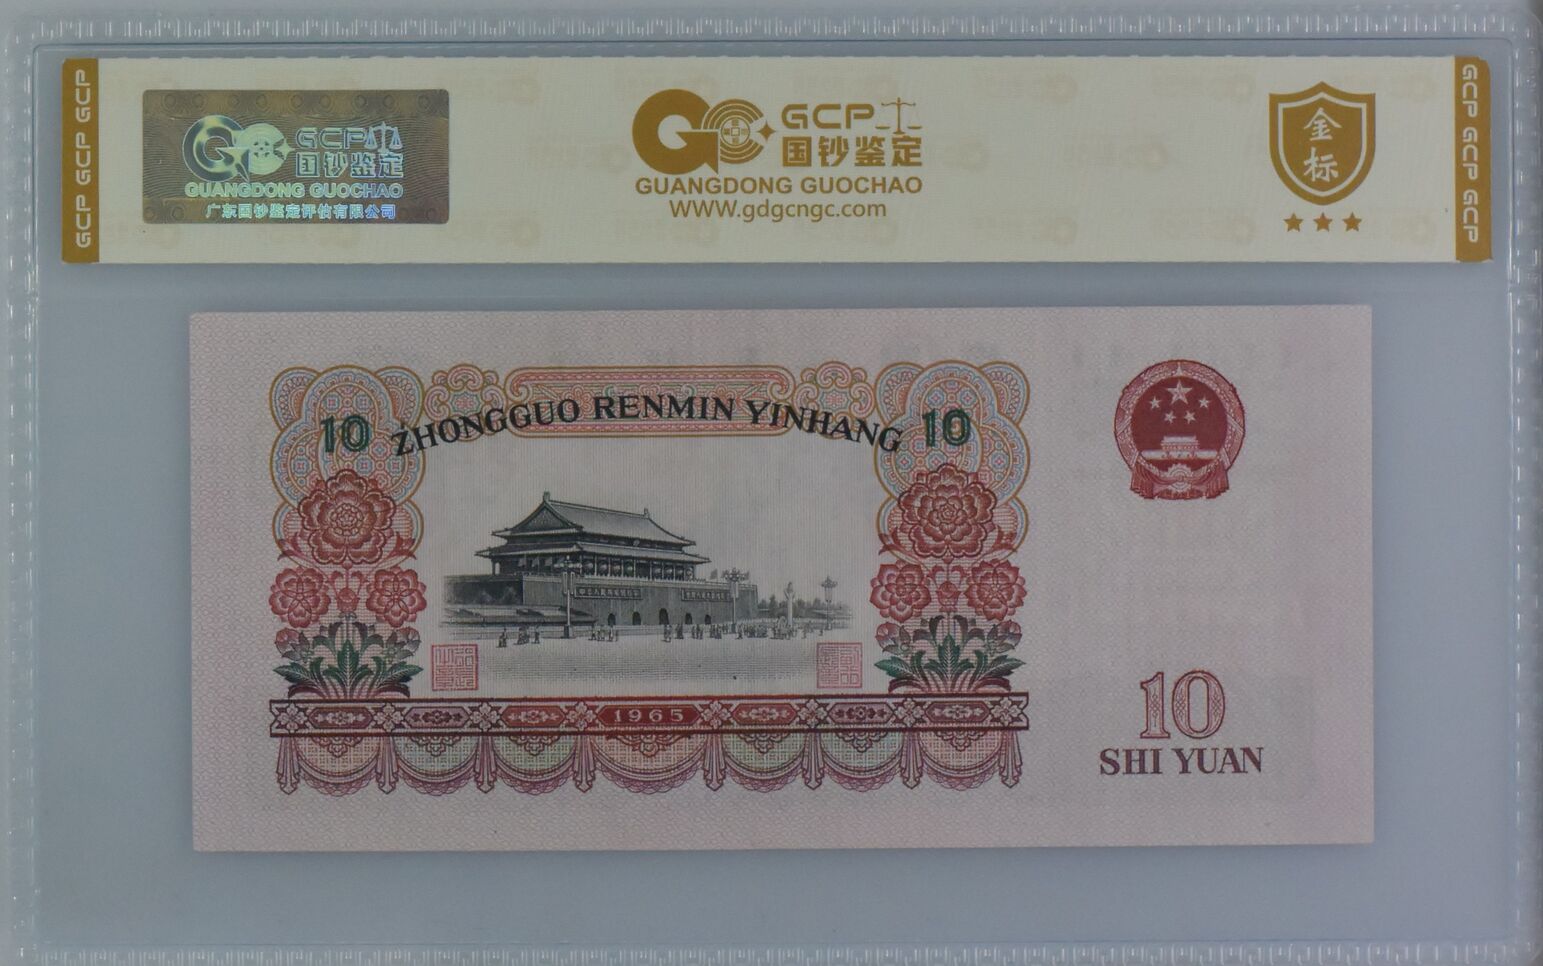 GCP GCP GCP
GCP
国钞鉴定
GUANGDONG GUOCHAO
广东国钞鉴定评估有限公司
GCP
国钞鉴定
GUANGDONG GUOCHAO
WWW.gdgcngc.com
金标
GCP GCP GCP
10 ZHONGGUO RENMIN YINHANG 10
1965
10
SHI YUAN